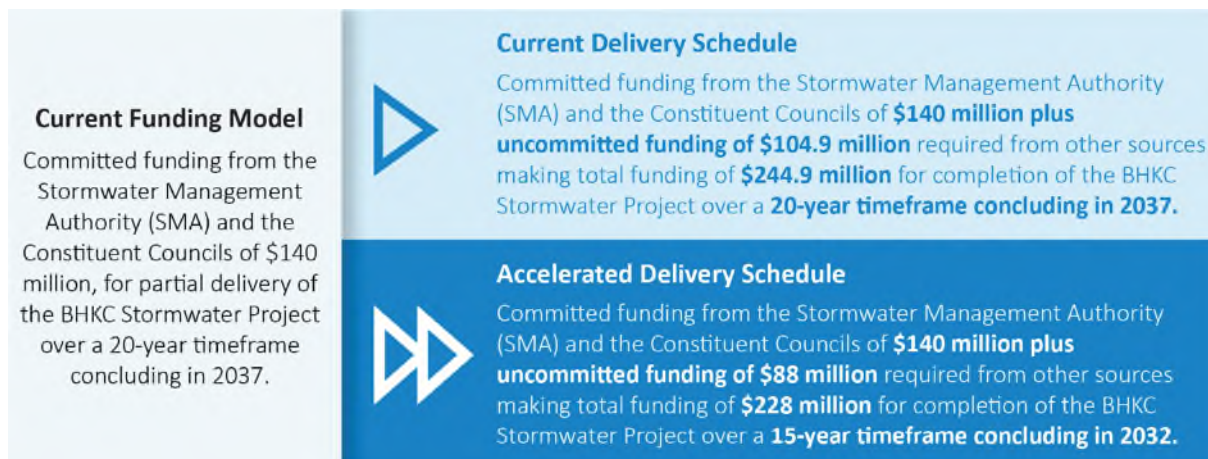 Current Funding Model
Committed funding from the
Stormwater Management
Authority (SMA) and the
Constituent Councils of $140
million, for partial delivery of
the BHKC Stormwater Project
over a 20-year timeframe
concluding in 2037.
Current Delivery Schedule
Committed funding from the Stormwater Management Authority
(SMA) and the Constituent Councils of $140 million plus
uncommitted funding of $104.9 million required from other sources
making total funding of $244.9 million for completion of the BHKC
Stormwater Project over a 20-year timeframe concluding in 2037.
Accelerated Delivery Schedule
Committed funding from the Stormwater Management Authority
(SMA) and the Constituent Councils of $140 million plus
uncommitted funding of $88 million required from other sources
making total funding of $228 million for completion of the BHKC
Stormwater Project over a 15-year timeframe concluding in 2032.